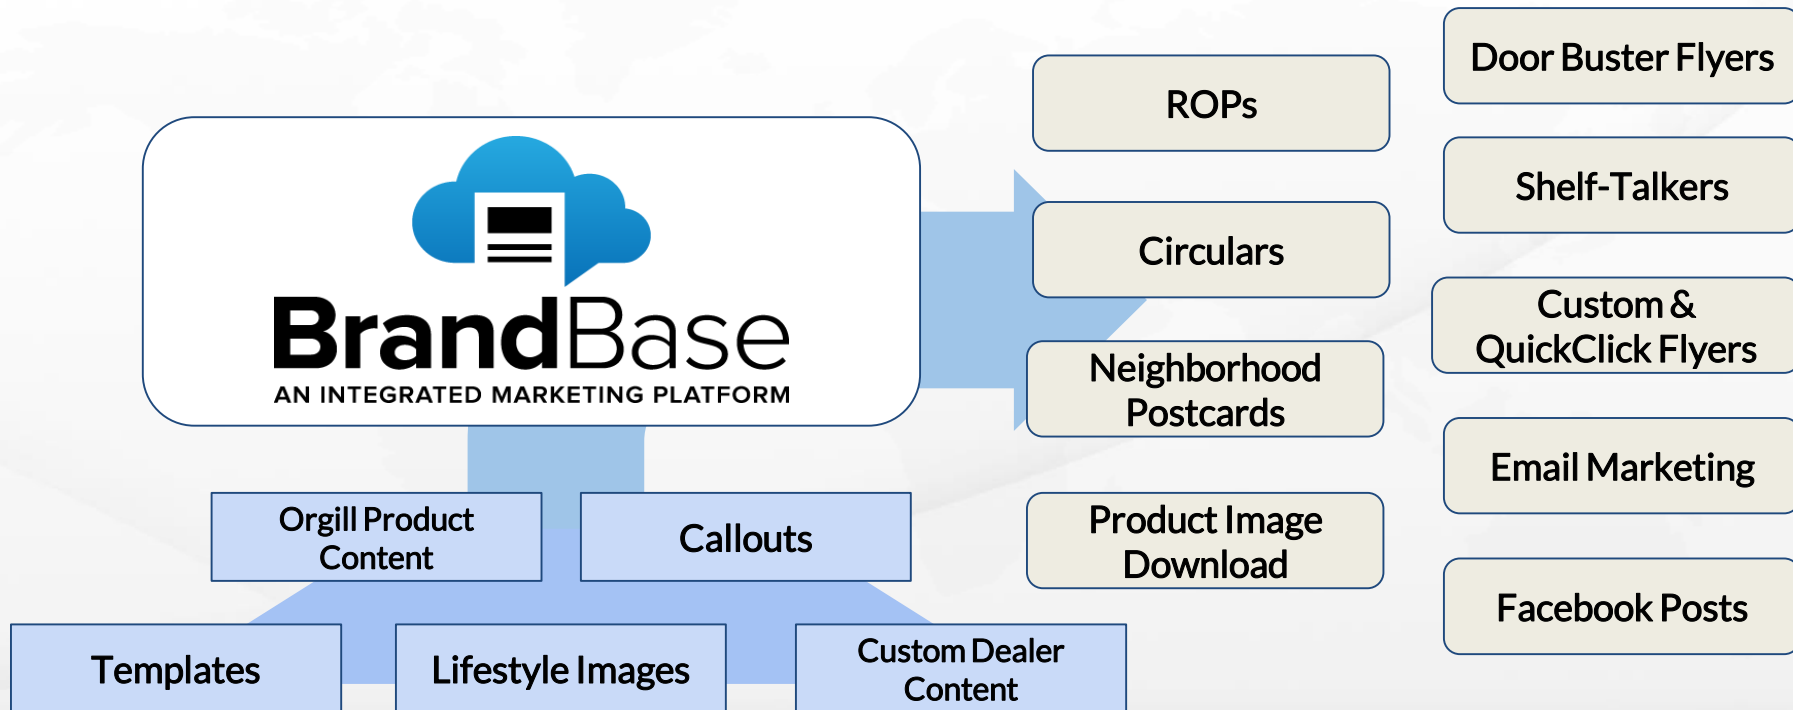 BrandBase
AN INTEGRATED MARKETING PLATFORM
Orgill Product
Content
Callouts
Templates
Lifestyle Images
Custom Dealer
Content
ROPs
Circulars
Neighborhood
Postcards
Product Image
Download
Door Buster Flyers
Shelf-Talkers
Custom &
QuickClick Flyers
Email Marketing
Facebook Posts